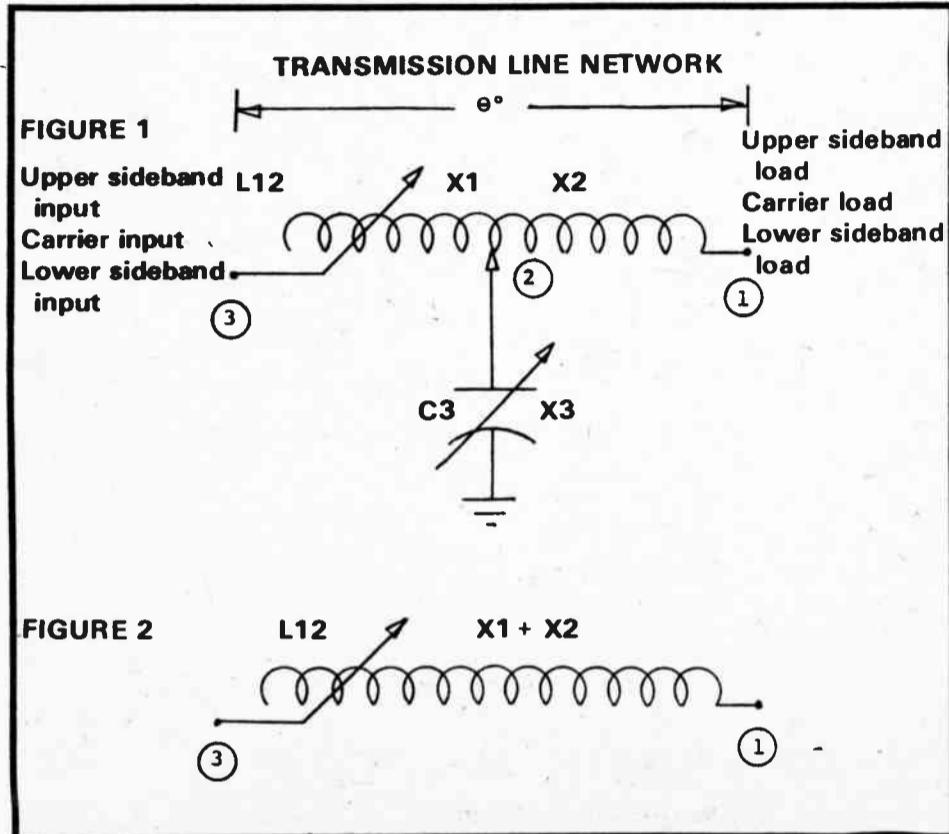 TRANSMISSION LINE NETWORK
θ°
FIGURE 1
Upper sideband
input
Carrier input
Lower sideband
input
L12
X1
X2
Upper sideband
load
Carrier load
Lower sideband
load
3
2
1
C3
X3
FIGURE 2
L12
X1 + X2
3
1